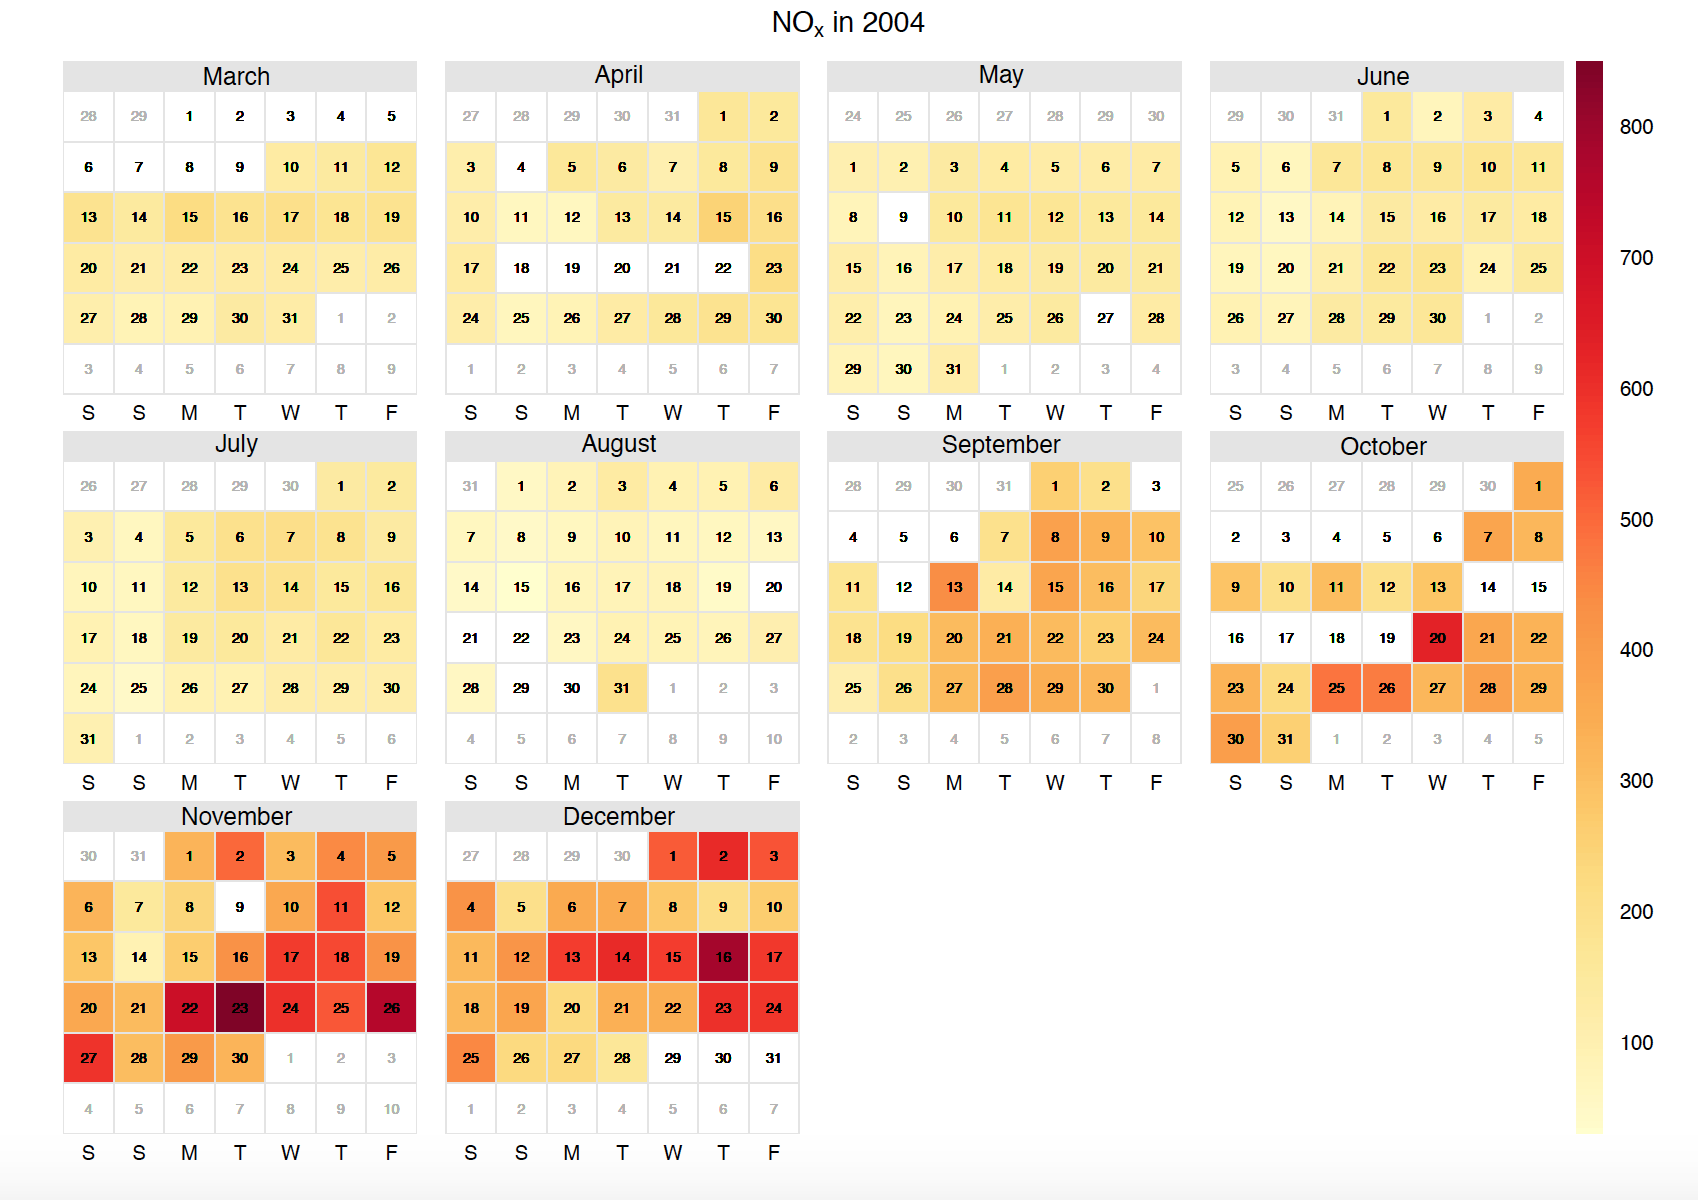 NOx in 2004
March April May June
28 29 1 2 3 4 5 27 28 29 30 31 1 2 24 25 26 27 28 29 30 29 30 31 1 2 3 4
800
6 7 8 9 10 11 12 3 4 5 6 7 8 9 1 2 3 4 5 6 7 5 6 7 8 9 10 11
13 14 15 16 17 18 19 10 11 12 13 14 15 16 8 9 10 11 12 13 14 12 13 14 15 16 17 18
700
20 21 22 23 24 25 26 17 18 19 20 21 22 23 15 16 17 18 19 20 21 19 20 21 22 23 24 25
27 28 29 30 31 1 2 24 25 26 27 28 29 30 22 23 24 25 26 27 28 26 27 28 29 30 1 2
3 4 5 6 7 8 9 1 2 3 4 5 6 7 29 30 31 1 2 3 4 3 4 5 6 7 8 9
600
S S M T W T F S S M T W T F S S M T W T F S S M T W T F
July August September October
26 27 28 29 30 1 2 31 1 2 3 4 5 6 28 29 30 31 1 2 3 25 26 27 28 29 30 1
500
3 4 5 6 7 8 9 7 8 9 10 11 12 13 4 5 6 7 8 9 10 2 3 4 5 6 7 8
10 11 12 13 14 15 16 14 15 16 17 18 19 20 11 12 13 14 15 16 17 9 10 11 12 13 14 15
17 18 19 20 21 22 23 21 22 23 24 25 26 27 18 19 20 21 22 23 24 16 17 18 19 20 21 22
400
24 25 26 27 28 29 30 28 29 30 31 1 2 3 25 26 27 28 29 30 1 23 24 25 26 27 28 29
31 1 2 3 4 5 6 4 5 6 7 8 9 10 2 3 4 5 6 7 8 30 31 1 2 3 4 5
S S M T W T F S S M T W T F S S M T W T F S S M T W T F
300
November December
30 31 1 2 3 4 5 27 28 29 30 1 2 3
6 7 8 9 10 11 12 4 5 6 7 8 9 10
200
13 14 15 16 17 18 19 11 12 13 14 15 16 17
20 21 22 23 24 25 26 18 19 20 21 22 23 24
100
27 28 29 30 1 2 3 25 26 27 28 29 30 31
4 5 6 7 8 9 10 1 2 3 4 5 6 7
S S M T W T F S S M T W T F